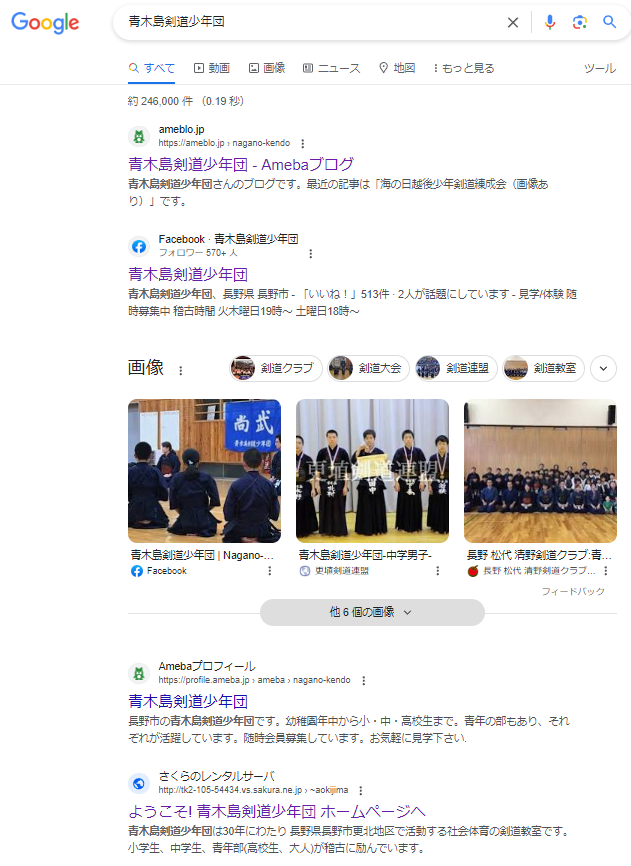 Google
青木島剣道少年団
すべて 動画 画像 ニュース 地図 もっと見る ツール
約 246,000 件 （0.19 秒）
ameblo.jp
https://ameblo.jp › nagano-kendo
青木島剣道少年団 - Amebaブログ
青木島剣道少年団さんのブログです。最近の記事は「海の日越後少年剣道練成会（画像あ
り）」です。
Facebook · 青木島剣道少年団
フォロワー 570+ 人
青木島剣道少年団
青木島剣道少年団、長野県 長野市 - 「いいね！」513件 · 2人が話題にしています - 見学/体験 随
時募集中 稽古時間 火木曜日19時～ 土曜日18時～
画像
剣道クラブ 剣道大会 剣道連盟 剣道教室
尚武
青木島剣道少年団
更埴剣道連盟
青木島剣道少年団 | Nagano-...
Facebook
青木島剣道少年団-中学男子-
更埴剣道連盟
長野 松代 清野剣道クラブ:青...
長野 松代 清野剣道クラブ...
フィードバック
他 6 個の画像
Amebaプロフィール
https://profile.ameba.jp › ameba › nagano-kendo
青木島剣道少年団
長野市の青木島剣道少年団です。幼稚園年中から小・中・高校生まで。青年の部もあり、それ
ぞれが活躍しています。随時会員募集しています。お気軽に見学下さい.
さくらのレンタルサーバ
http://tk2-105-54434.vs.sakura.ne.jp › ~aokijima
ようこそ! 青木島剣道少年団 ホームページへ
青木島剣道少年団は30年にわたり 長野県長野市東北地区で活動する社会体育の剣道教室です。
小学生、中学生、青年部(高校生、大人)が稽古に励んでいます。